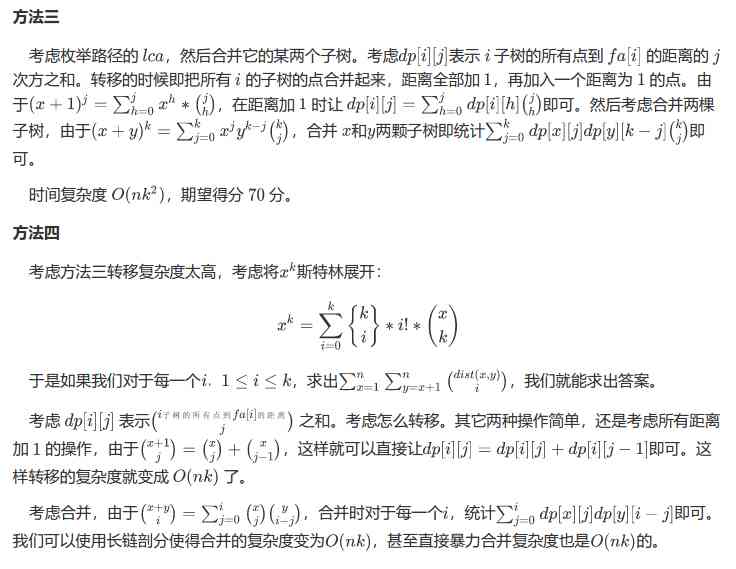 方法三
考虑枚举路径的 $lca$，然后合并它的某两个子树。考虑$dp[i][j]$表示 $i$ 子树的所有点到 $fa[i]$ 的距离的 $j$
次方之和。转移的时候即把所有 $i$ 的子树的点合并起来，距离全部加 1，再加入一个距离为 1 的点。由
于$(x+1)^j = \sum_{h=0}^{j} x^h * \binom{j}{h}$，在距离加 1 时让 $dp[i][j] = \sum_{h=0}^{j} dp[i][h]\binom{j}{h}$即可。然后考虑合并两棵
子树，由于$(x+y)^k = \sum_{j=0}^{k} x^j y^{k-j}\binom{k}{j}$，合并 $x$和$y$两颗子树即统计$\sum_{j=0}^{k} dp[x][j]dp[y][k-j]\binom{k}{j}$即
可。
时间复杂度 $O(nk^2)$，期望得分 70 分。
方法四
考虑方法三转移复杂度太高，考虑将$x^k$斯特林展开：
$x^k = \sum_{i=0}^{k} {k \brace i} * i! * \binom{x}{k}$
于是如果我们对于每一个$i$．$1 \leq i \leq k$，求出$\sum_{x=1}^{n} \sum_{y=x+1}^{n} \binom{dist(x,y)}{i}$，我们就能求出答案。
考虑 $dp[i][j]$ 表示$\binom{i子树的所有点到fa[i]的距离}{j}$ 之和。考虑怎么转移。其它两种操作简单，还是考虑所有距离
加 1 的操作，由于$\binom{x+1}{j} = \binom{x}{j} + \binom{x}{j-1}$，这样就可以直接让$dp[i][j] = dp[i][j] + dp[i][j-1]$即可。这
样转移的复杂度就变成 $O(nk)$ 了。
考虑合并，由于$\binom{x+y}{i} = \sum_{j=0}^{i} \binom{x}{j}\binom{y}{i-j}$，合并时对于每一个$i$，统计$\sum_{j=0}^{i} dp[x][j]dp[y][i-j]$即可。
我们可以使用长链剖分使得合并的复杂度变为$O(nk)$，甚至直接暴力合并复杂度也是$O(nk)$的。